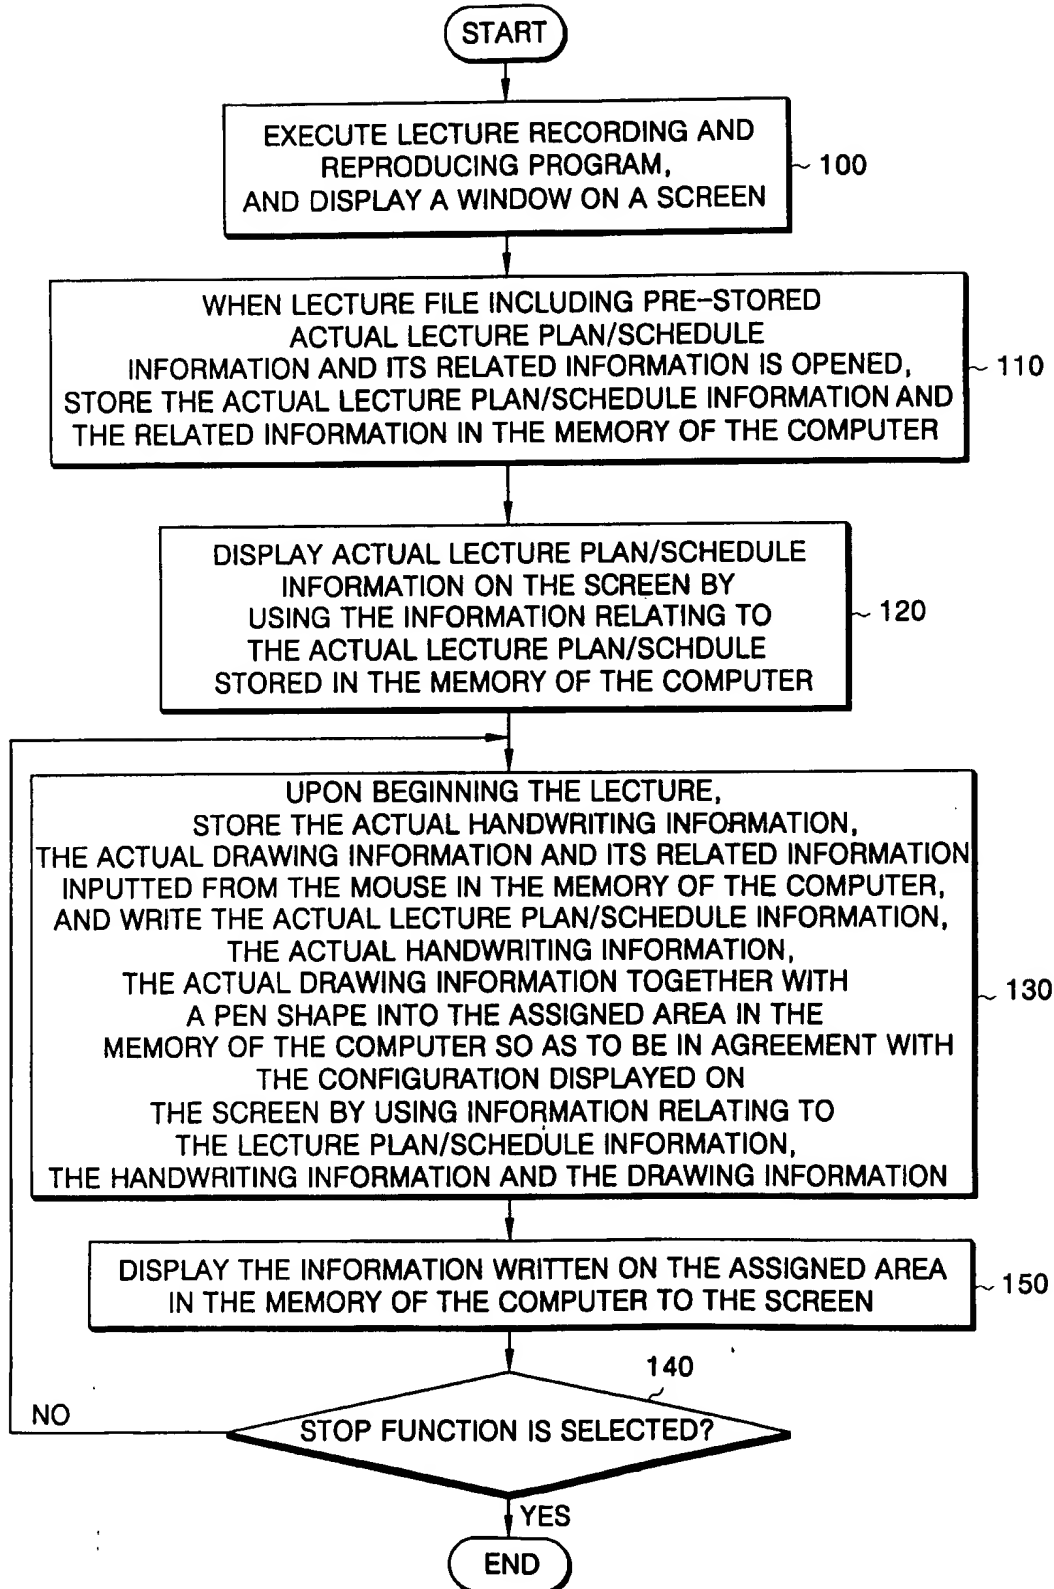 START
EXECUTE LECTURE RECORDING AND
REPRODUCING PROGRAM,
AND DISPLAY A WINDOW ON A SCREEN
100
WHEN LECTURE FILE INCLUDING PRE-STORED
ACTUAL LECTURE PLAN/SCHEDULE
INFORMATION AND ITS RELATED INFORMATION IS OPENED,
STORE THE ACTUAL LECTURE PLAN/SCHEDULE INFORMATION AND
THE RELATED INFORMATION IN THE MEMORY OF THE COMPUTER
110
DISPLAY ACTUAL LECTURE PLAN/SCHEDULE
INFORMATION ON THE SCREEN BY
USING THE INFORMATION RELATING TO
THE ACTUAL LECTURE PLAN/SCHDULE
STORED IN THE MEMORY OF THE COMPUTER
120
UPON BEGINNING THE LECTURE,
STORE THE ACTUAL HANDWRITING INFORMATION,
THE ACTUAL DRAWING INFORMATION AND ITS RELATED INFORMATION
INPUTTED FROM THE MOUSE IN THE MEMORY OF THE COMPUTER,
AND WRITE THE ACTUAL LECTURE PLAN/SCHEDULE INFORMATION,
THE ACTUAL HANDWRITING INFORMATION,
THE ACTUAL DRAWING INFORMATION TOGETHER WITH
A PEN SHAPE INTO THE ASSIGNED AREA IN THE
MEMORY OF THE COMPUTER SO AS TO BE IN AGREEMENT WITH
THE CONFIGURATION DISPLAYED ON
THE SCREEN BY USING INFORMATION RELATING TO
THE LECTURE PLAN/SCHEDULE INFORMATION,
THE HANDWRITING INFORMATION AND THE DRAWING INFORMATION
130
DISPLAY THE INFORMATION WRITTEN ON THE ASSIGNED AREA
IN THE MEMORY OF THE COMPUTER TO THE SCREEN
150
140
STOP FUNCTION IS SELECTED?
NO
YES
END